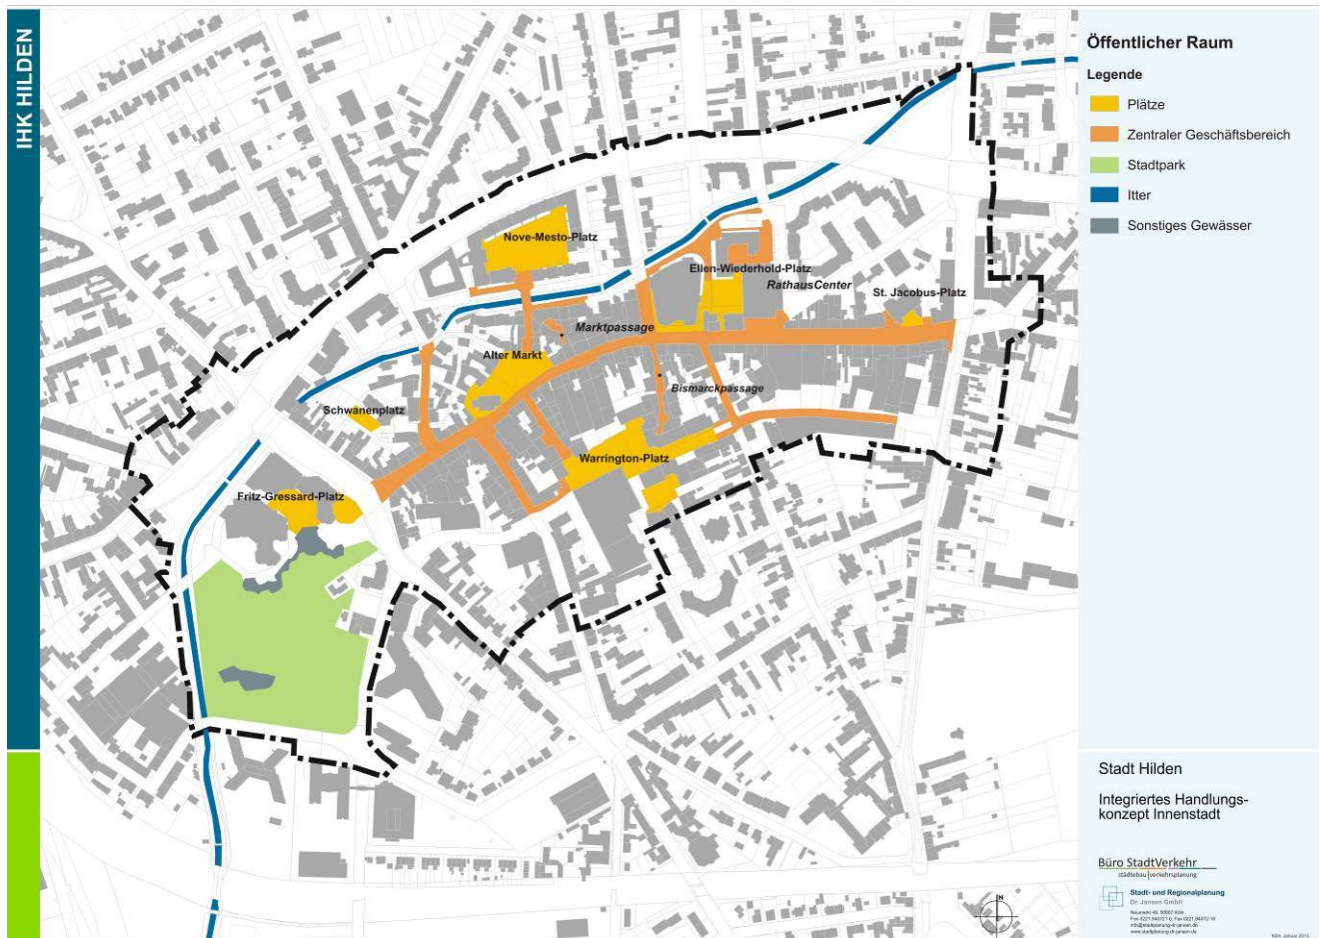 IHK HILDEN
Öffentlicher Raum
Legende
Plätze
Zentraler Geschäftsbereich
Stadtpark
Itter
Sonstiges Gewässer
Nove-Mesto-Platz
Ellen-Wiederhold-Platz
RathausCenter
St. Jacobus-Platz
Marktpassage
Alter Markt
Bismarckpassage
Schwanenplatz
Warrington-Platz
Fritz-Gressard-Platz
Stadt Hilden
Integriertes Handlungs-
konzept Innenstadt
Büro StadtVerkehr
städtebau verkehrsplanung
Stadt- und Regionalplanung
Dr. Jansen GmbH
N